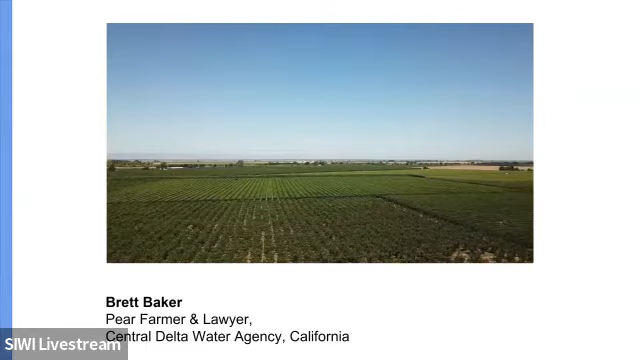 Brett Baker
Pear Farmer & Lawyer,
Central Delta Water Agency, California
SIWI Livestream